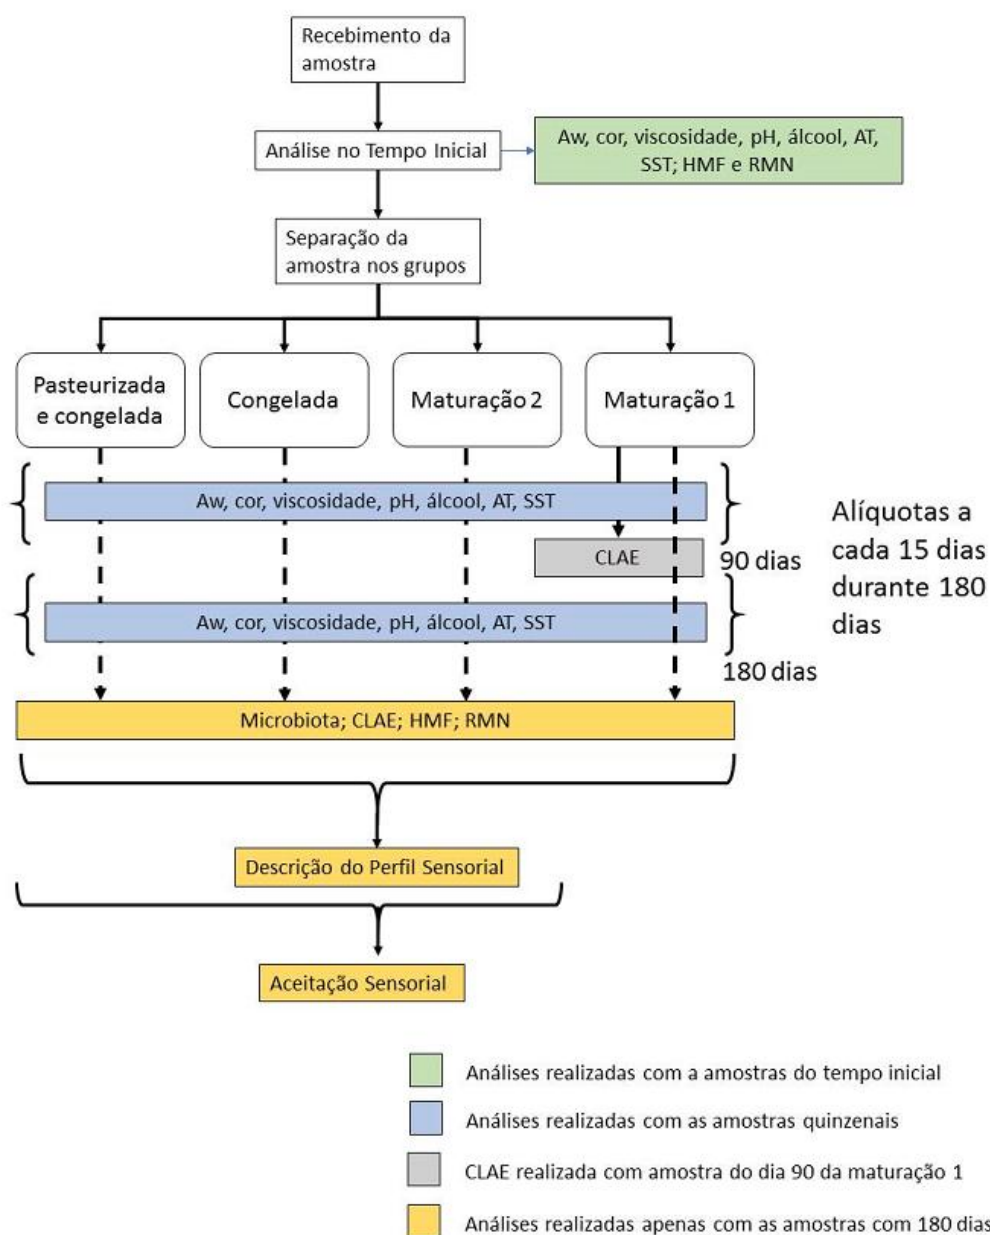 Recebimento da
amostra
Análise no Tempo Inicial
Aw, cor, viscosidade, pH, álcool, AT,
SST; HMF e RMN
Separação da
amostra nos grupos
Pasteurizada
e congelada
Congelada
Maturação 2
Maturação 1
Aw, cor, viscosidade, pH, álcool, AT, SST
CLAE
90 dias
Alíquotas a
cada 15 dias
durante 180
dias
Aw, cor, viscosidade, pH, álcool, AT, SST
180 dias
Microbiota; CLAE; HMF; RMN
Descrição do Perfil Sensorial
Aceitação Sensorial
Análises realizadas com a amostras do tempo inicial
Análises realizadas com as amostras quinzenais
CLAE realizada com amostra do dia 90 da maturação 1
Análises realizadas apenas com as amostras com 180 dias